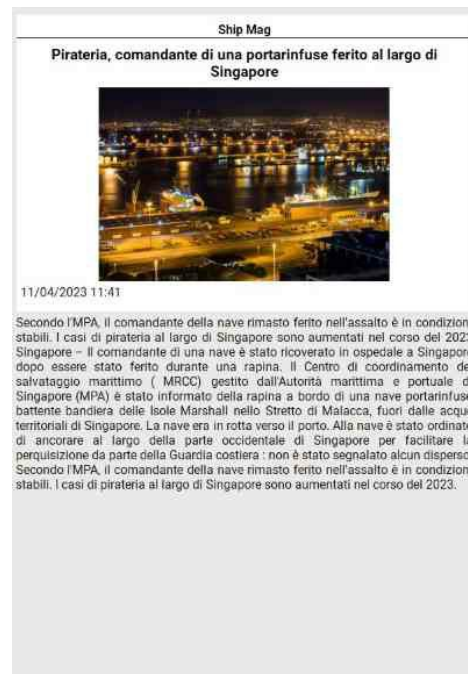 Ship Mag
Pirateria, comandante di una portarinfuse ferito al largo di
Singapore
11/04/2023 11:41
Secondo l'MPA, il comandante della nave rimasto ferito nell'assalto è in condizion
stabili. I casi di pirateria al largo di Singapore sono aumentati nel corso del 202
Singapore – Il comandante di una nave è stato ricoverato in ospedale a Singapor
dopo essere stato ferito durante una rapina. Il Centro di coordinamento de
salvataggio marittimo ( MRCC) gestito dall'Autorità marittima e portuale d
Singapore (MPA) è stato informato della rapina a bordo di una nave portarinfuse
battente bandiera delle Isole Marshall nello Stretto di Malacca, fuori dalle acque
territoriali di Singapore. La nave era in rotta verso il porto. Alla nave è stato ordinato
di ancorare al largo della parte occidentale di Singapore per facilitare la
perquisizione da parte della Guardia costiera : non è stato segnalato alcun disperso
Secondo l'MPA, il comandante della nave rimasto ferito nell'assalto è in condizion
stabili. I casi di pirateria al largo di Singapore sono aumentati nel corso del 2023.